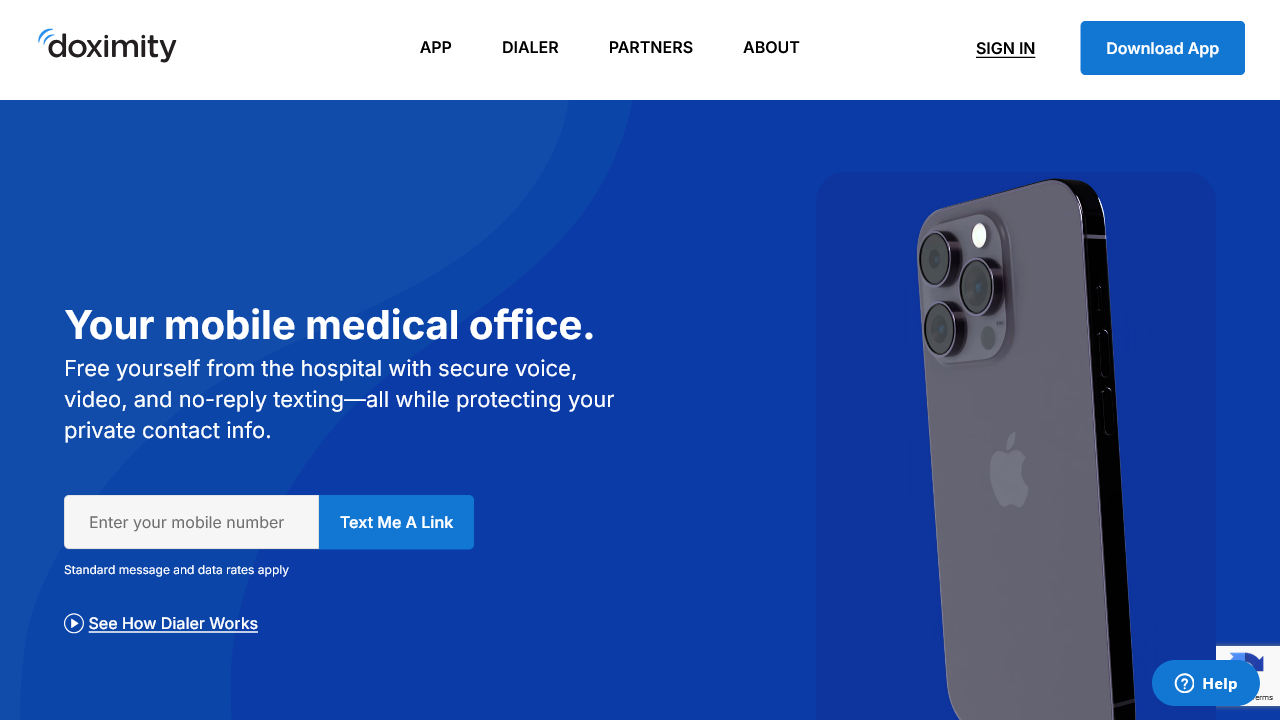 doximity
APP
DIALER
PARTNERS
ABOUT
SIGN IN
Download App
Your mobile medical office.
Free yourself from the hospital with secure voice,
video, and no-reply texting—all while protecting your
private contact info.
Enter your mobile number
Text Me A Link
Standard message and data rates apply
See How Dialer Works
Help